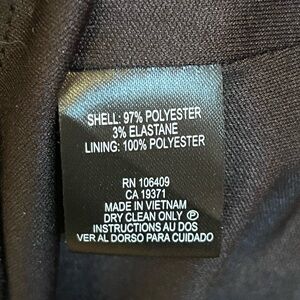 SHELL: 97% POLYESTER
3% ELASTANE
LINING: 100% POLYESTER
RN 106409
CA 19371
MADE IN VIETNAM
DRY CLEAN ONLY Ⓟ
INSTRUCTIONS AU DOS
VER AL DORSO PARA CUIDADO